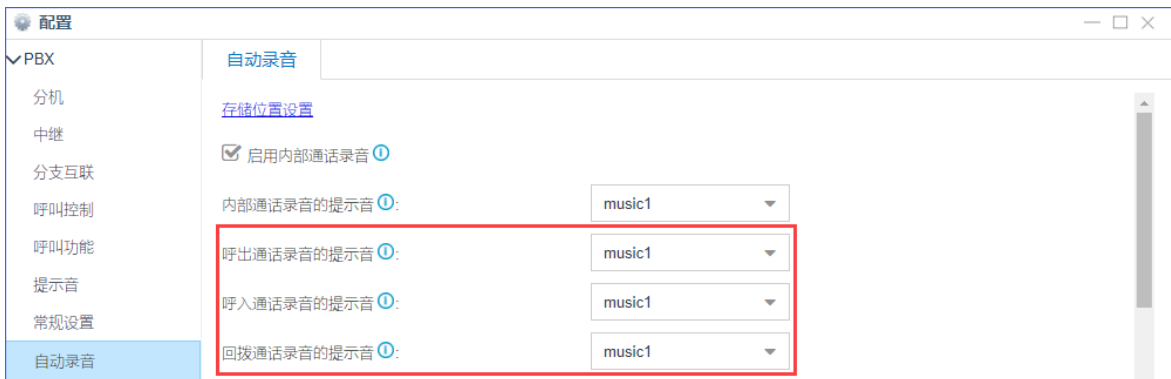 配置
PBX
自动录音
分机
存储位置设置
中继
启用内部通话录音
分支互联
呼叫控制
内部通话录音的提示音: music1
呼叫功能
呼出通话录音的提示音: music1
提示音
呼入通话录音的提示音: music1
常规设置
回拨通话录音的提示音: music1
自动录音